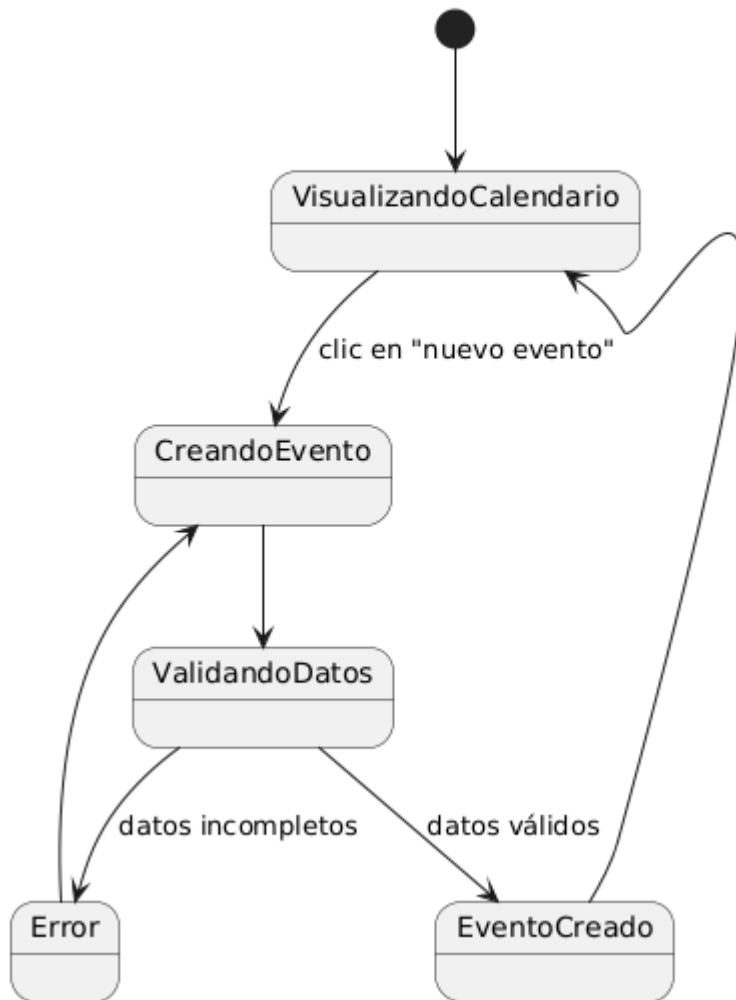 VisualizandoCalendario
clic en "nuevo evento"
CreandoEvento
ValidandoDatos
datos incompletos
datos válidos
Error
EventoCreado